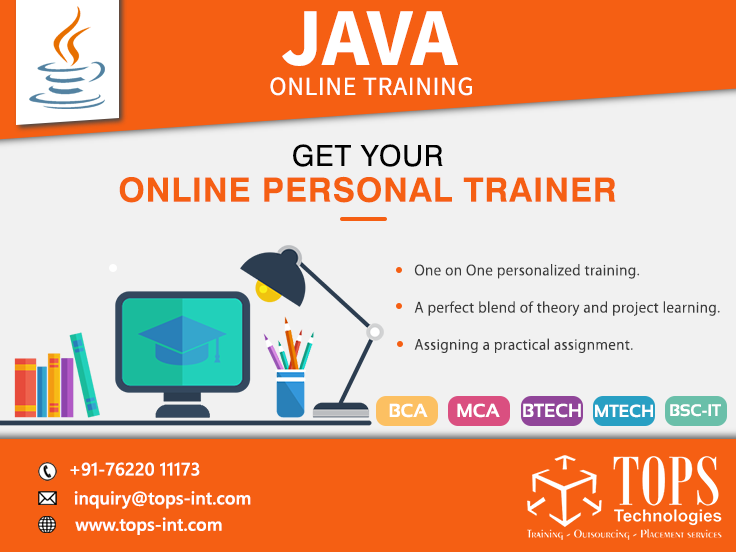 JAVA
ONLINE TRAINING
GET YOUR
ONLINE PERSONAL TRAINER
One on One personalized training.
A perfect blend of theory and project learning.
Assigning a practical assignment.
BCA MCA BTECH MTECH BSC-IT
+91-76220 11173
inquiry@tops-int.com
www.tops-int.com
TOPS
Technologies
Training - Outsourcing - Placement services